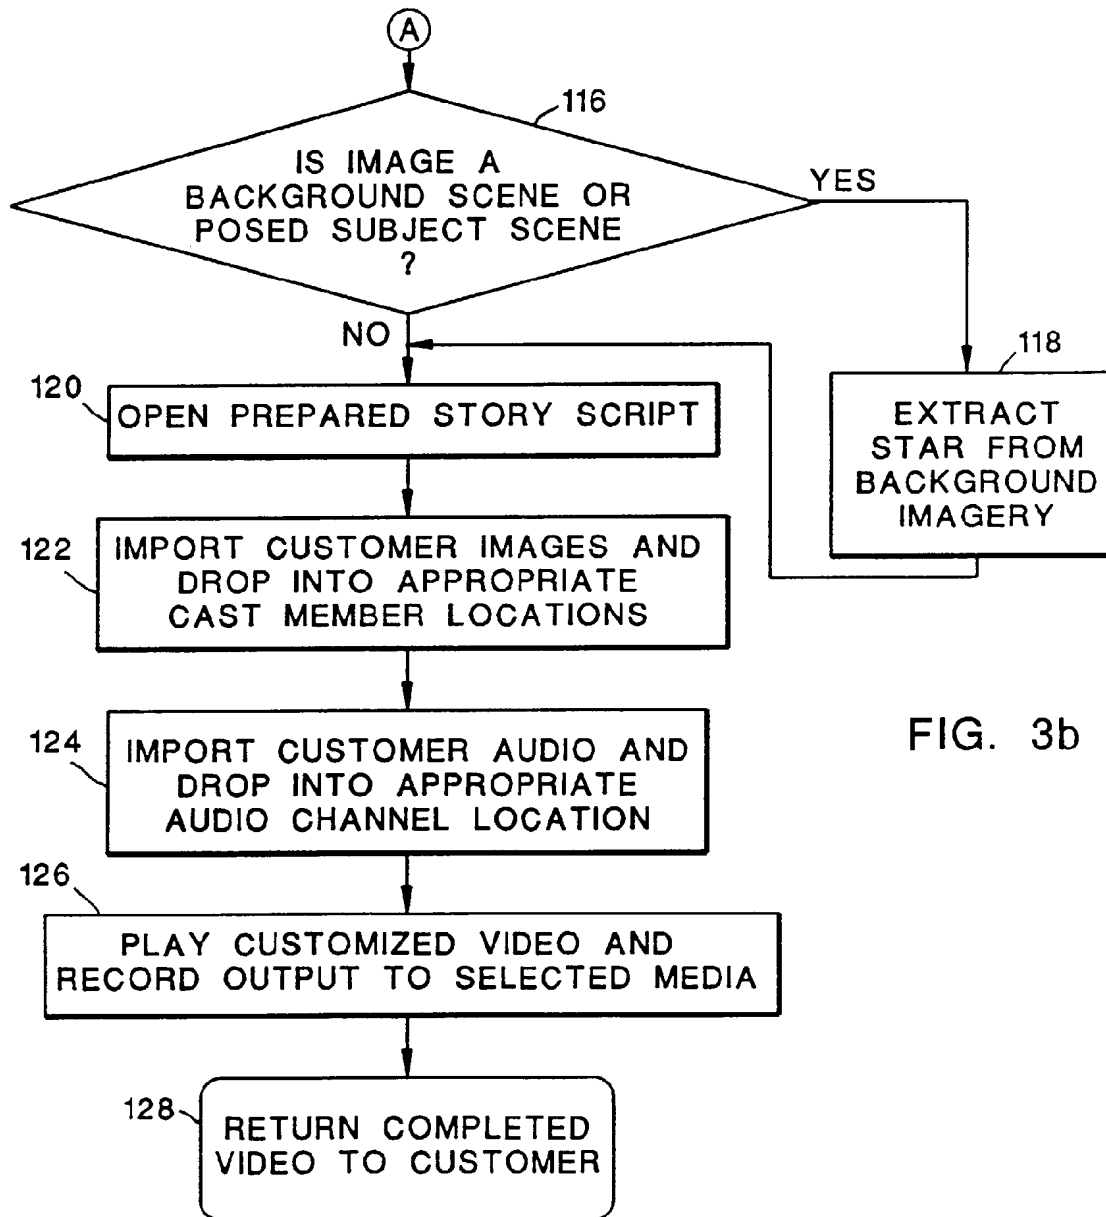 A
116
IS IMAGE A
BACKGROUND SCENE OR
POSED SUBJECT SCENE
?
YES
NO
118
EXTRACT
STAR FROM
BACKGROUND
IMAGERY
120
OPEN PREPARED STORY SCRIPT
122
IMPORT CUSTOMER IMAGES AND
DROP INTO APPROPRIATE
CAST MEMBER LOCATIONS
124
IMPORT CUSTOMER AUDIO AND
DROP INTO APPROPRIATE
AUDIO CHANNEL LOCATION
FIG. 3b
126
PLAY CUSTOMIZED VIDEO AND
RECORD OUTPUT TO SELECTED MEDIA
128
RETURN COMPLETED
VIDEO TO CUSTOMER